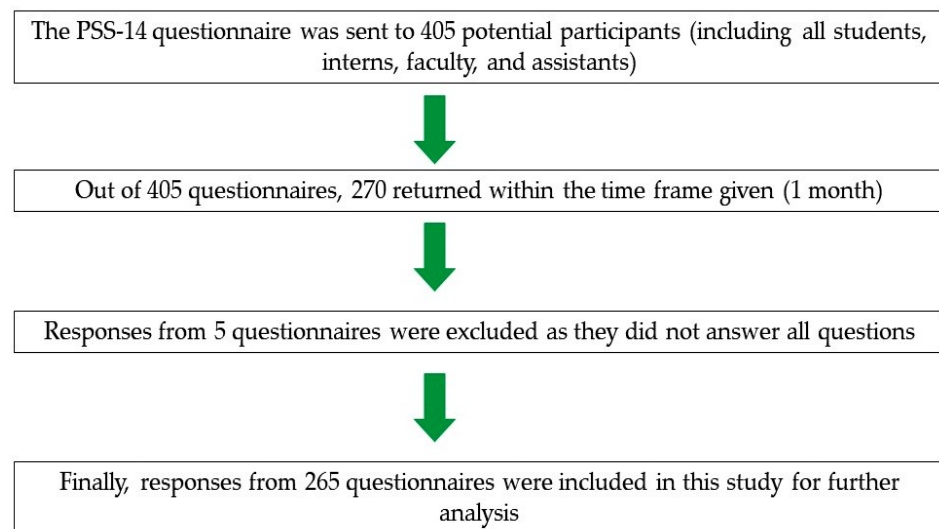 The PSS-14 questionnaire was sent to 405 potential participants (including all students,
interns, faculty, and assistants)
Out of 405 questionnaires, 270 returned within the time frame given (1 month)
Responses from 5 questionnaires were excluded as they did not answer all questions
Finally, responses from 265 questionnaires were included in this study for further
analysis